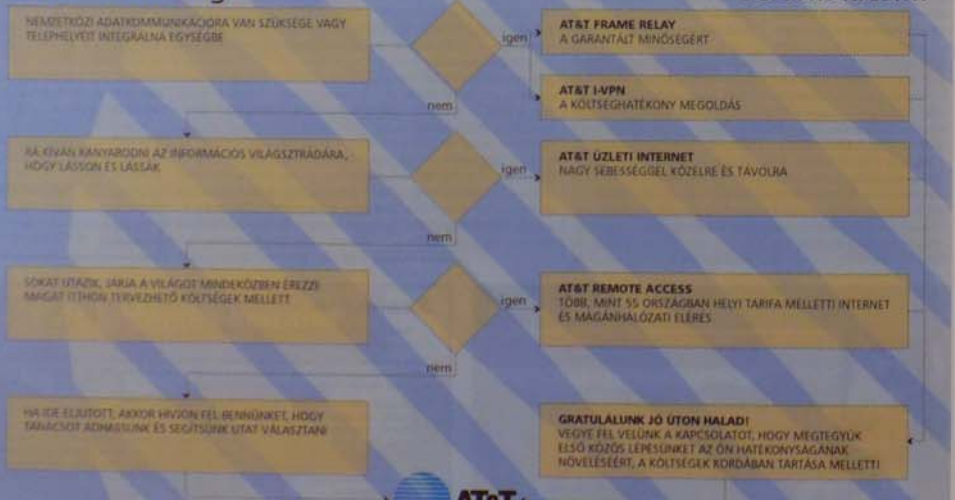 NEMZETKÖZI ADATKOMMUNIKÁCIÓRA VAN SZÜKSÉGE VAGY
TELEPHELYEIT INTEGRÁLNÁ EGYSÉGBE
igen
AT&T FRAME RELAY
A GARANTÁLT MINŐSÉGÉRT
AT&T I-VPN
A KÖLTSÉGHATÉKONY MEGOLDÁS
nem
RÁ KÍVÁN KANYARODNI AZ INFORMÁCIÓS VILÁGSZTRÁDÁRA,
HOGY LÁSSON ÉS LÁSSÁK
igen
AT&T ÜZLETI INTERNET
NAGY SEBESSÉGGEL KÖZELRE ÉS TÁVOLRA
nem
SOKAT UTAZIK, JÁRJA A VILÁGOT MINDEKÖZBEN ÉREZZE
MAGÁT ITTHON TERVEZHETŐ KÖLTSÉGEK MELLETT
igen
AT&T REMOTE ACCESS
TÖBB, MINT 55 ORSZÁGBAN HELYI TARIFA MELLETTI INTERNET
ÉS MAGÁNHÁLÓZATI ELÉRÉS
nem
HA IDE ELJUTOTT, AKKOR HÍVJON FEL BENNÜNKET, HOGY
TANÁCSOT ADHASSUNK ÉS SEGÍTSÜNK UTAT VÁLASZTANI
GRATULÁLUNK JÓ ÚTON HALAD!
VEGYE FEL VELÜNK A KAPCSOLATOT, HOGY MEGTEGYÜK
ELSŐ KÖZÖS LÉPÉSÜNKET AZ ÖN HATÉKONYSÁGÁNAK
NÖVELÉSÉÉRT, A KÖLTSÉGEK KORDÁBAN TARTÁSA MELLETT!
AT&T